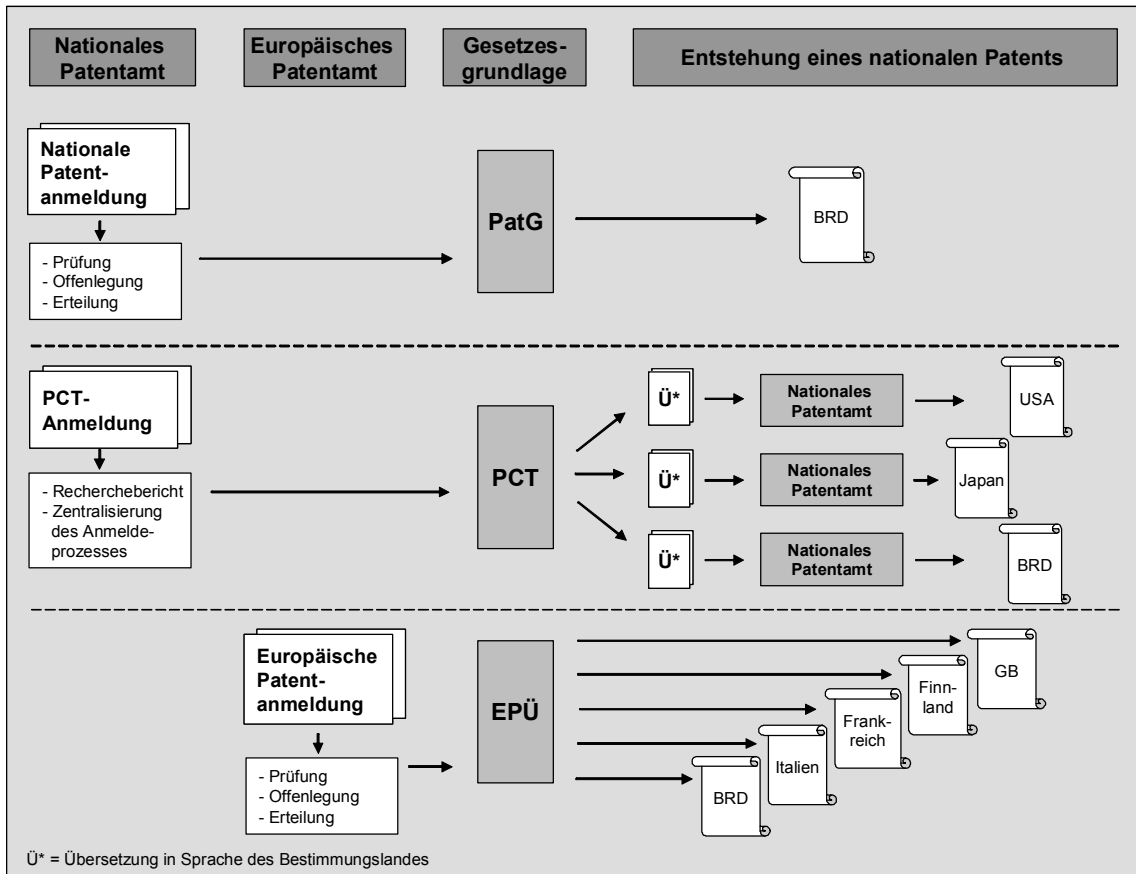 Nationales
Patentamt
Europäisches
Patentamt
Gesetzes-
grundlage
Entstehung eines nationalen Patents
Nationale
Patent-
anmeldung
- Prüfung
- Offenlegung
- Erteilung
PatG
BRD
PCT-
Anmeldung
- Recherchebericht
- Zentralisierung
des Anmelde-
prozesses
PCT
Ü*
Nationales
Patentamt
USA
Ü*
Nationales
Patentamt
Japan
Ü*
Nationales
Patentamt
BRD
Europäische
Patent-
anmeldung
- Prüfung
- Offenlegung
- Erteilung
EPÜ
GB
Finn-
land
Frank-
reich
Italien
BRD
Ü* = Übersetzung in Sprache des Bestimmungslandes